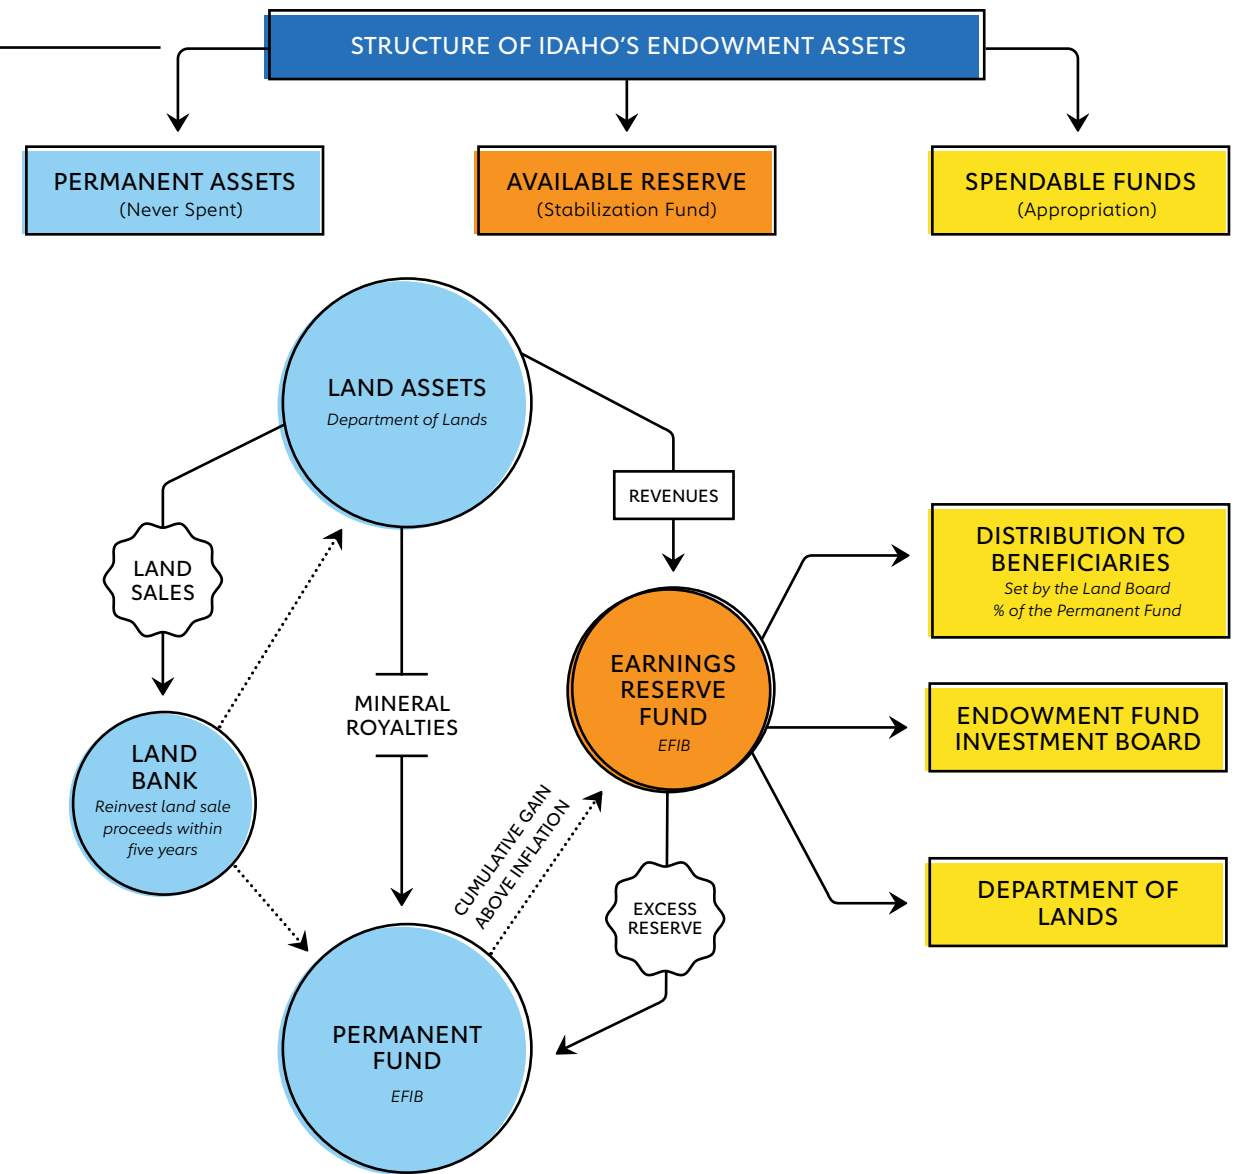 STRUCTURE OF IDAHO'S ENDOWMENT ASSETS
PERMANENT ASSETS
(Never Spent)
AVAILABLE RESERVE
(Stabilization Fund)
SPENDABLE FUNDS
(Appropriation)
LAND ASSETS
Department of Lands
REVENUES
LAND
SALES
DISTRIBUTION TO
BENEFICIARIES
Set by the Land Board
% of the Permanent Fund
EARNINGS
RESERVE
FUND
EFIB
MINERAL
ROYALTIES
ENDOWMENT FUND
INVESTMENT BOARD
LAND
BANK
Reinvest land sale
proceeds within
five years
CUMULATIVE GAIN
ABOVE INFLATION
EXCESS
RESERVE
DEPARTMENT OF
LANDS
PERMANENT
FUND
EFIB